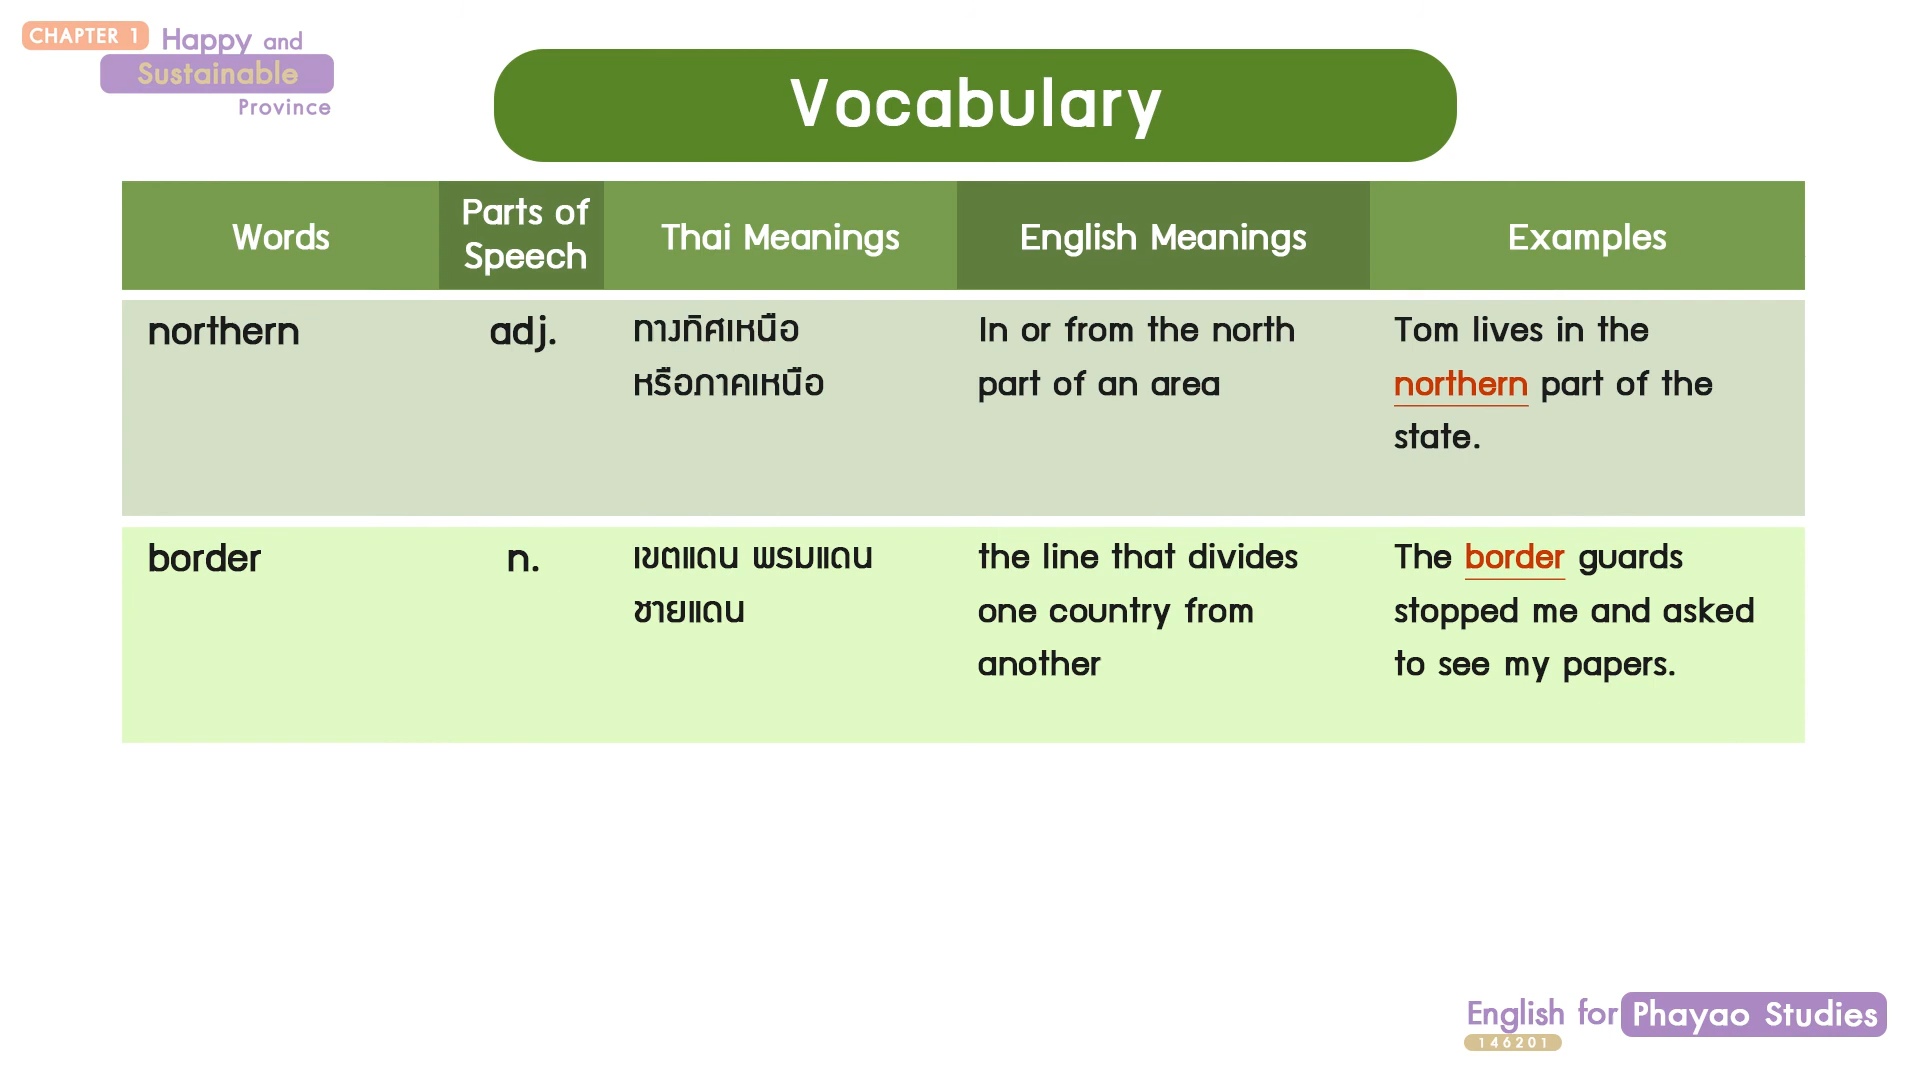 CHAPTER 1 Happy and
Sustainable
Province
Vocabulary
Words
Parts of
Speech
Thai Meanings
English Meanings
Examples
northern
adj.
ทางทิศเหนือ
หรือภาคเหนือ
In or from the north
part of an area
Tom lives in the
northern part of the
state.
border
n.
เขตแดน พรมแดน
ชายแดน
the line that divides
one country from
another
The border guards
stopped me and asked
to see my papers.
English for Phayao Studies
146201